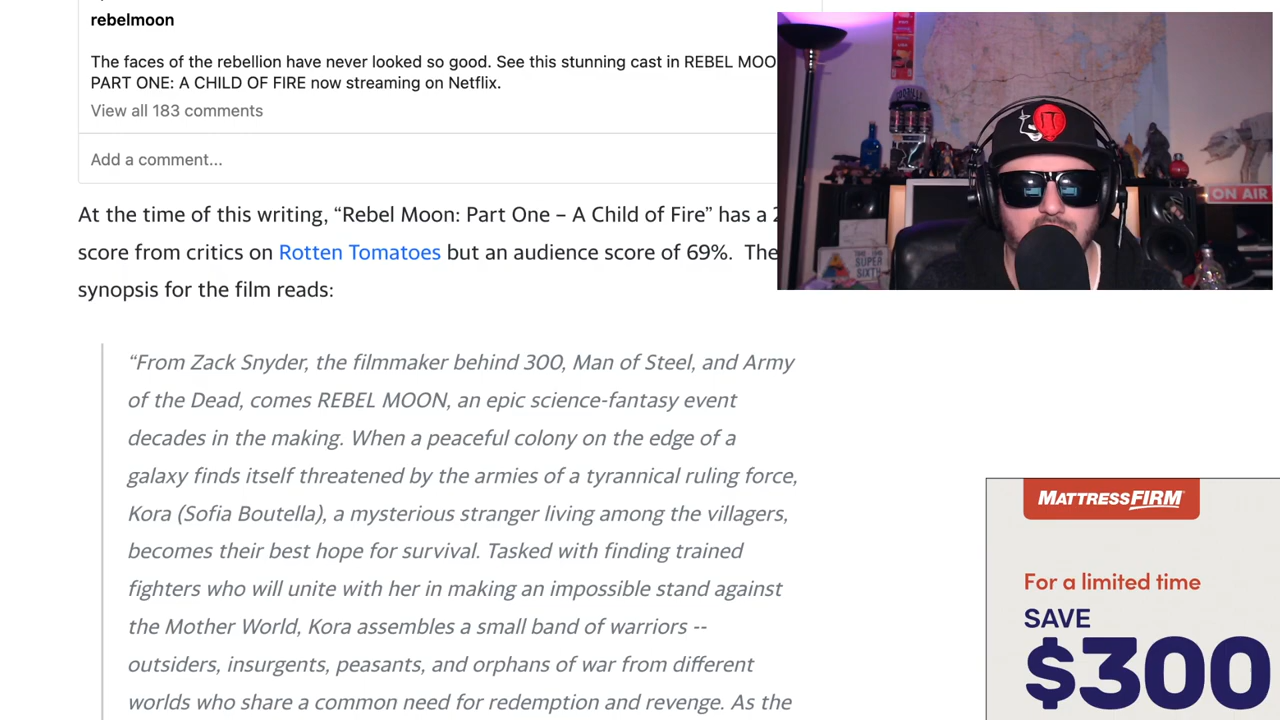 rebelmoon
The faces of the rebellion have never looked so good. See this stunning cast in REBEL MOO
PART ONE: A CHILD OF FIRE now streaming on Netflix.
View all 183 comments
Add a comment...
At the time of this writing, “Rebel Moon: Part One – A Child of Fire” has a 2
score from critics on Rotten Tomatoes but an audience score of 69%. The
synopsis for the film reads:
“From Zack Snyder, the filmmaker behind 300, Man of Steel, and Army
of the Dead, comes REBEL MOON, an epic science-fantasy event
decades in the making. When a peaceful colony on the edge of a
galaxy finds itself threatened by the armies of a tyrannical ruling force,
Kora (Sofia Boutella), a mysterious stranger living among the villagers,
becomes their best hope for survival. Tasked with finding trained
fighters who will unite with her in making an impossible stand against
the Mother World, Kora assembles a small band of warriors --
outsiders, insurgents, peasants, and orphans of war from different
worlds who share a common need for redemption and revenge. As the
ON AIR
SUPER
SIXTH
MATTRESSFIRM
For a limited time
SAVE
$300